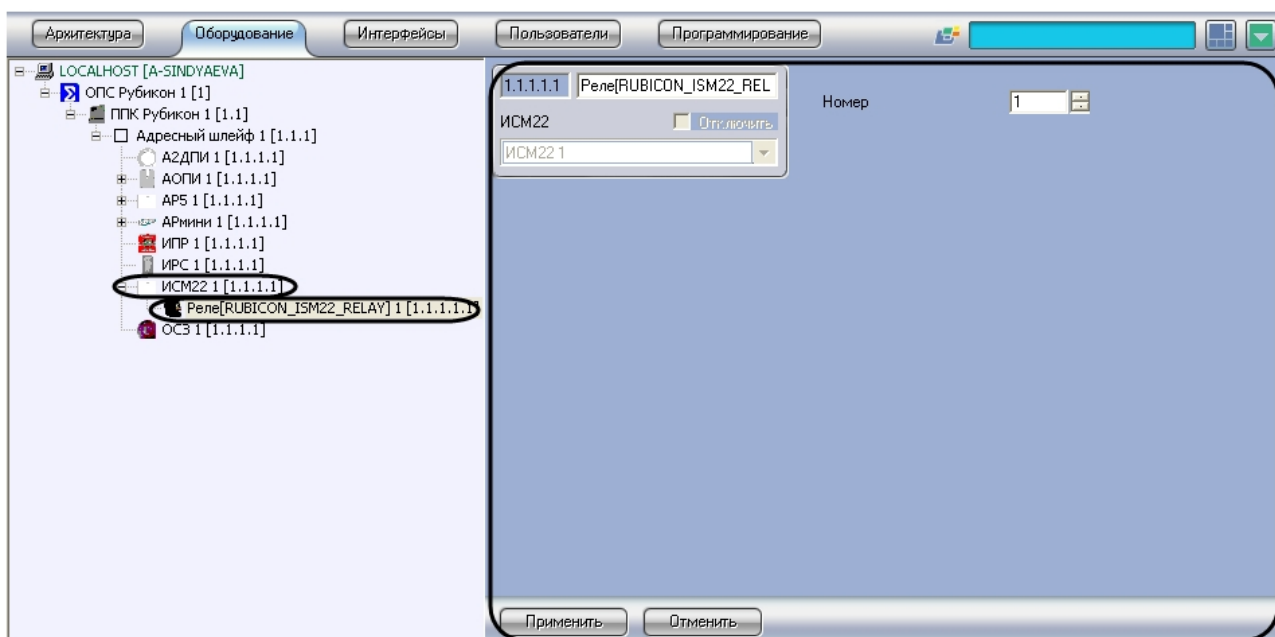 Архитектура Оборудование Интерфейсы Пользователи Программирование
LOCALHOST [A-SINDYAEVA]
ОПС Рубикон 1 [1]
ППК Рубикон 1 [1.1]
Адресный шлейф 1 [1.1.1]
А2ДПИ 1 [1.1.1.1]
АОПИ 1 [1.1.1.1]
АР5 1 [1.1.1.1]
АРмини 1 [1.1.1.1]
ИПР 1 [1.1.1.1]
ИРС 1 [1.1.1.1]
ИСМ22 1 [1.1.1.1]
Реле[RUBICON_ISM22_RELAY] 1 [1.1.1.1.1]
ОСЗ 1 [1.1.1.1]
1.1.1.1.1 Реле[RUBICON_ISM22_REL
ИСМ22 Отключить
ИСМ22 1
Номер 1
Применить Отменить